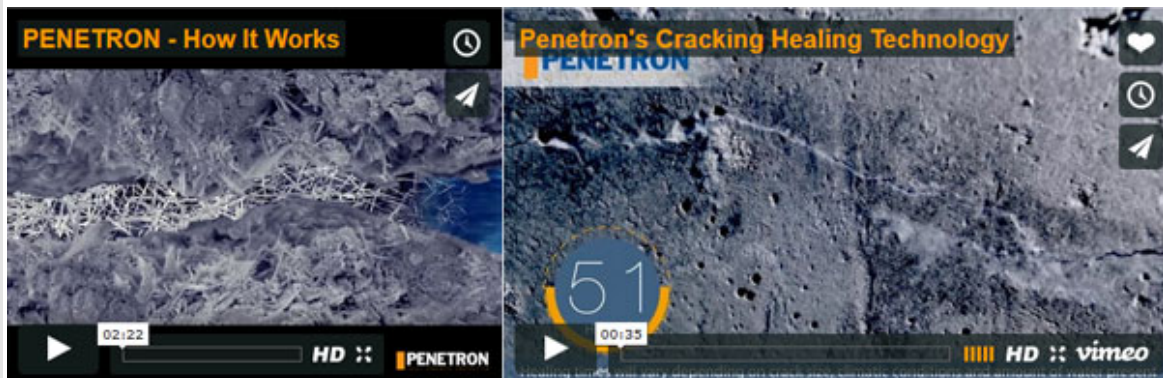 PENETRON - How It Works
02:22
HD
PENETRON
Penetron's Cracking Healing Technology
PENETRON
51
00:35
HD
vimeo